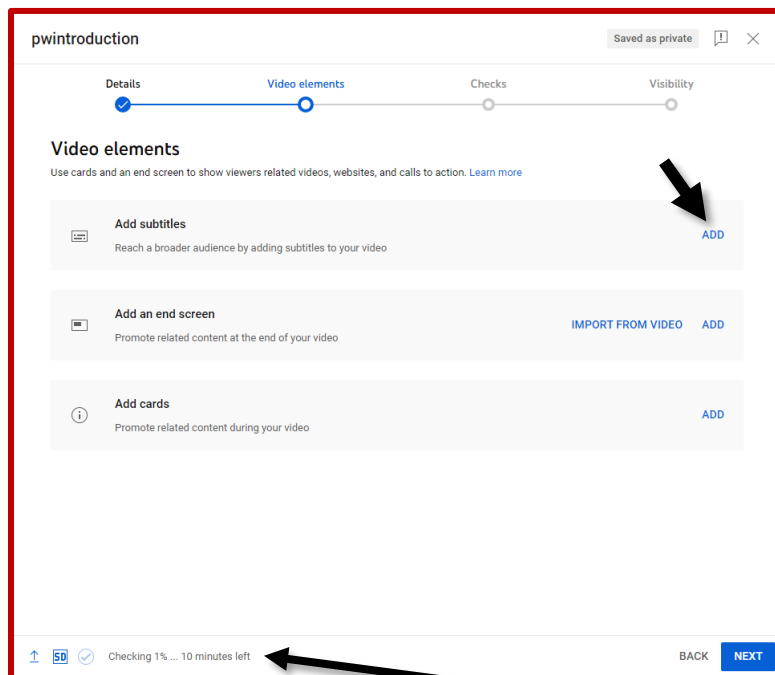 pwintroduction
Saved as private
Details
Video elements
Checks
Visibility
Video elements
Use cards and an end screen to show viewers related videos, websites, and calls to action. Learn more
Add subtitles
Reach a broader audience by adding subtitles to your video
ADD
Add an end screen
Promote related content at the end of your video
IMPORT FROM VIDEO
ADD
Add cards
Promote related content during your video
ADD
SD
Checking 1% ... 10 minutes left
BACK
NEXT